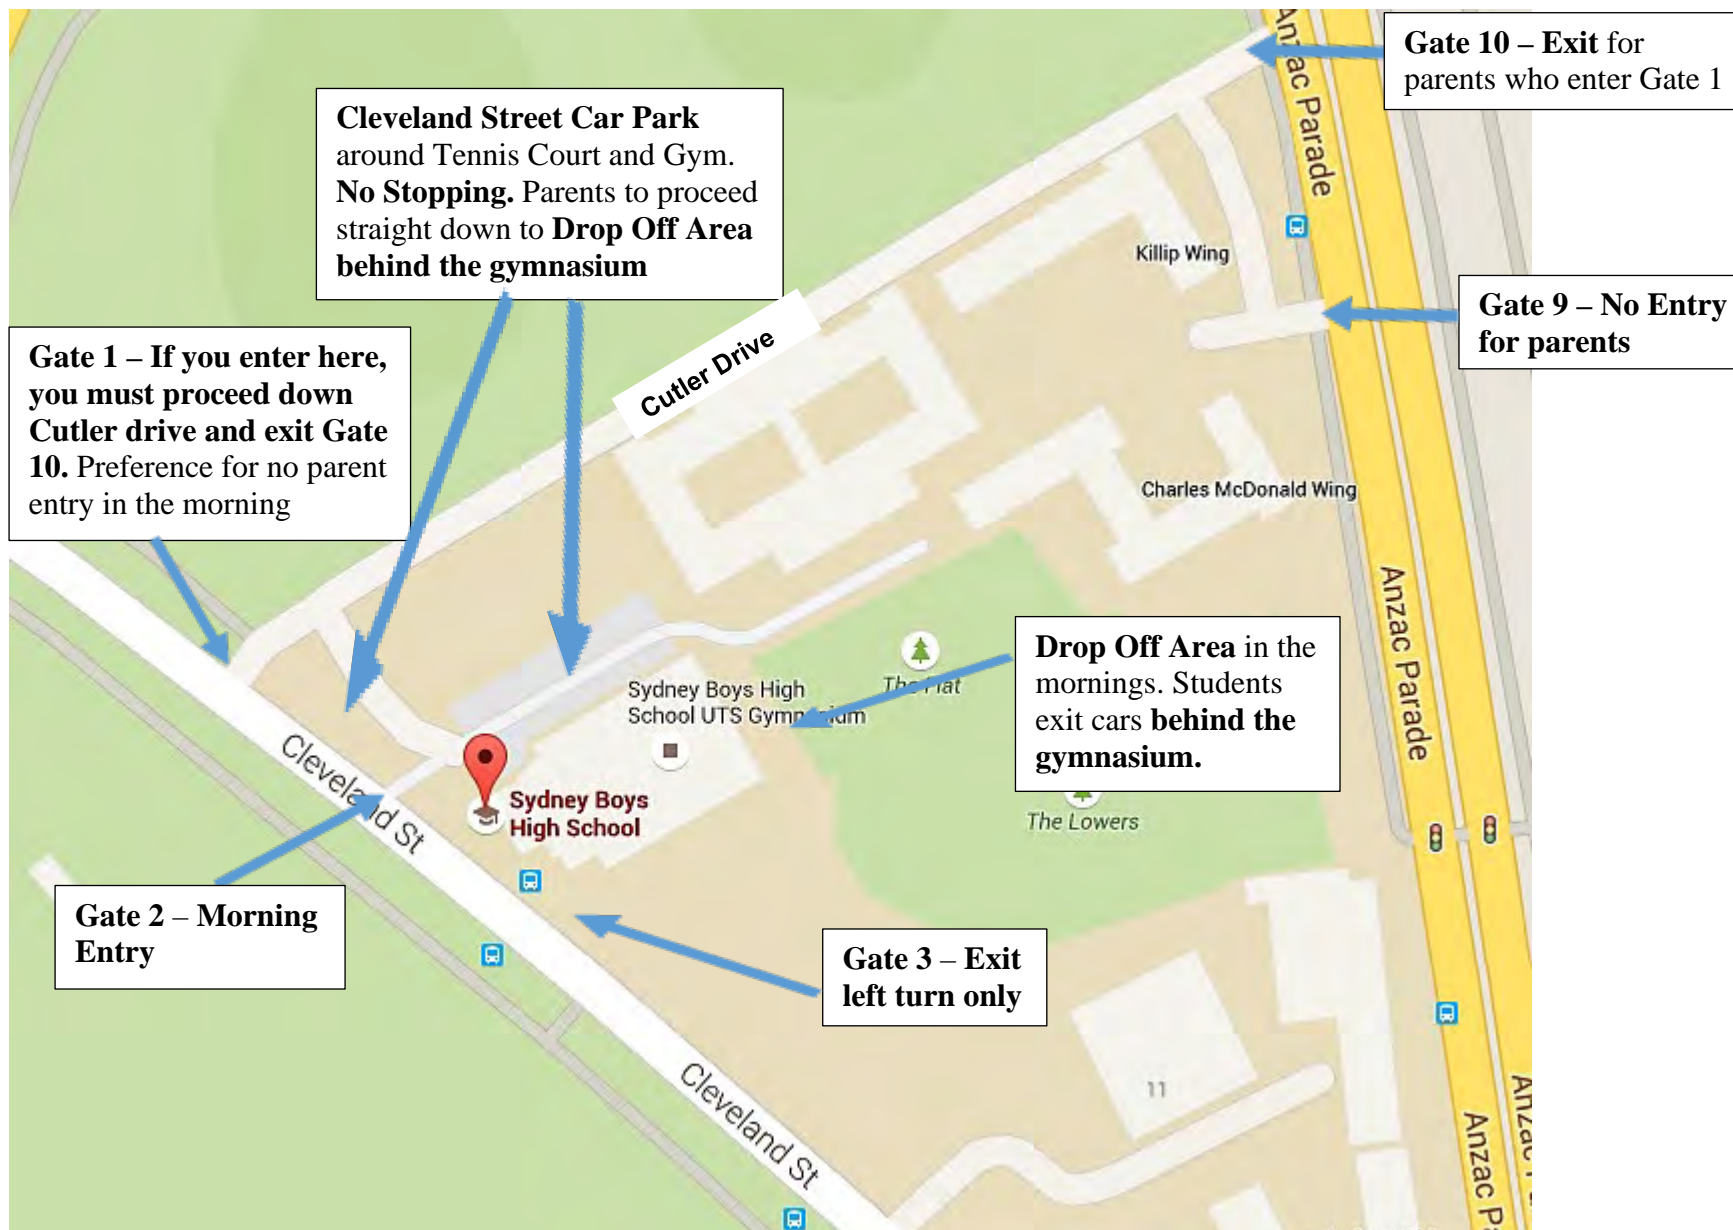 Gate 10 – Exit for
parents who enter Gate 1
Cleveland Street Car Park
around Tennis Court and Gym.
No Stopping. Parents to proceed
straight down to Drop Off Area
behind the gymnasium
Anzac Parade
Killip Wing
Gate 9 – No Entry
for parents
Gate 1 – If you enter here,
you must proceed down
Cutler drive and exit Gate
10. Preference for no parent
entry in the morning
Cutler Drive
Charles McDonald Wing
Anzac Parade
Drop Off Area in the
mornings. Students
exit cars behind the
gymnasium.
Sydney Boys High
School UTS Gymnasium
The Flat
Cleveland St
Sydney Boys
High School
The Lowers
Gate 2 – Morning
Entry
Gate 3 – Exit
left turn only
11
Cleveland St
Anzac Pa
Anzac